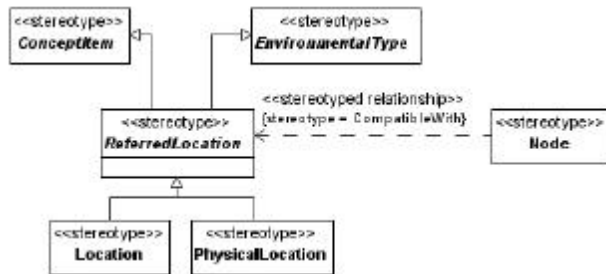 <<stereotype>>
ConceptItem
<<stereotype>>
EnvironmentalType
<<stereotype>>
ReferredLocation
<<stereotyped relationship>>
{stereotype = CompatibleWith}
<<stereotype>>
Node
<<stereotype>>
Location
<<stereotype>>
PhysicalLocation